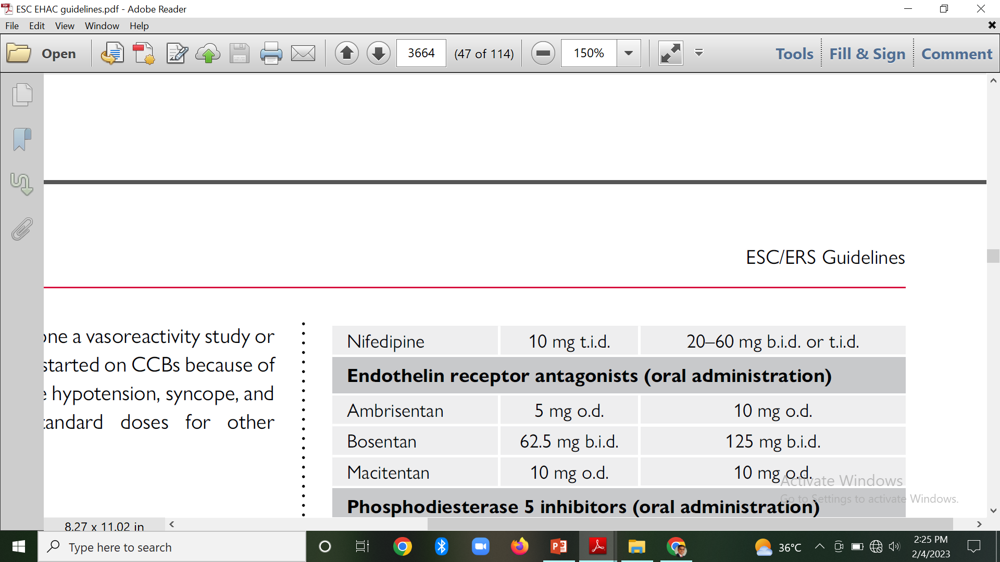 ESC EHAC guidelines.pdf - Adobe Reader
File Edit View Window Help
Open 3664 (47 of 114) 150% Tools Fill & Sign Comment
ESC/ERS Guidelines
one a vasoreactivity study or
started on CCBs because of
hypotension, syncope, and
tandard doses for other
Nifedipine 10 mg t.i.d. 20–60 mg b.i.d. or t.i.d.
Endothelin receptor antagonists (oral administration)
Ambrisentan 5 mg o.d. 10 mg o.d.
Bosentan 62.5 mg b.i.d. 125 mg b.i.d.
Macitentan 10 mg o.d. 10 mg o.d.
Phosphodiesterase 5 inhibitors (oral administration)
Activate Windows
Go to Settings to activate Windows.
8.27 x 11.02 in
Type here to search
36°C
2:25 PM
2/4/2023